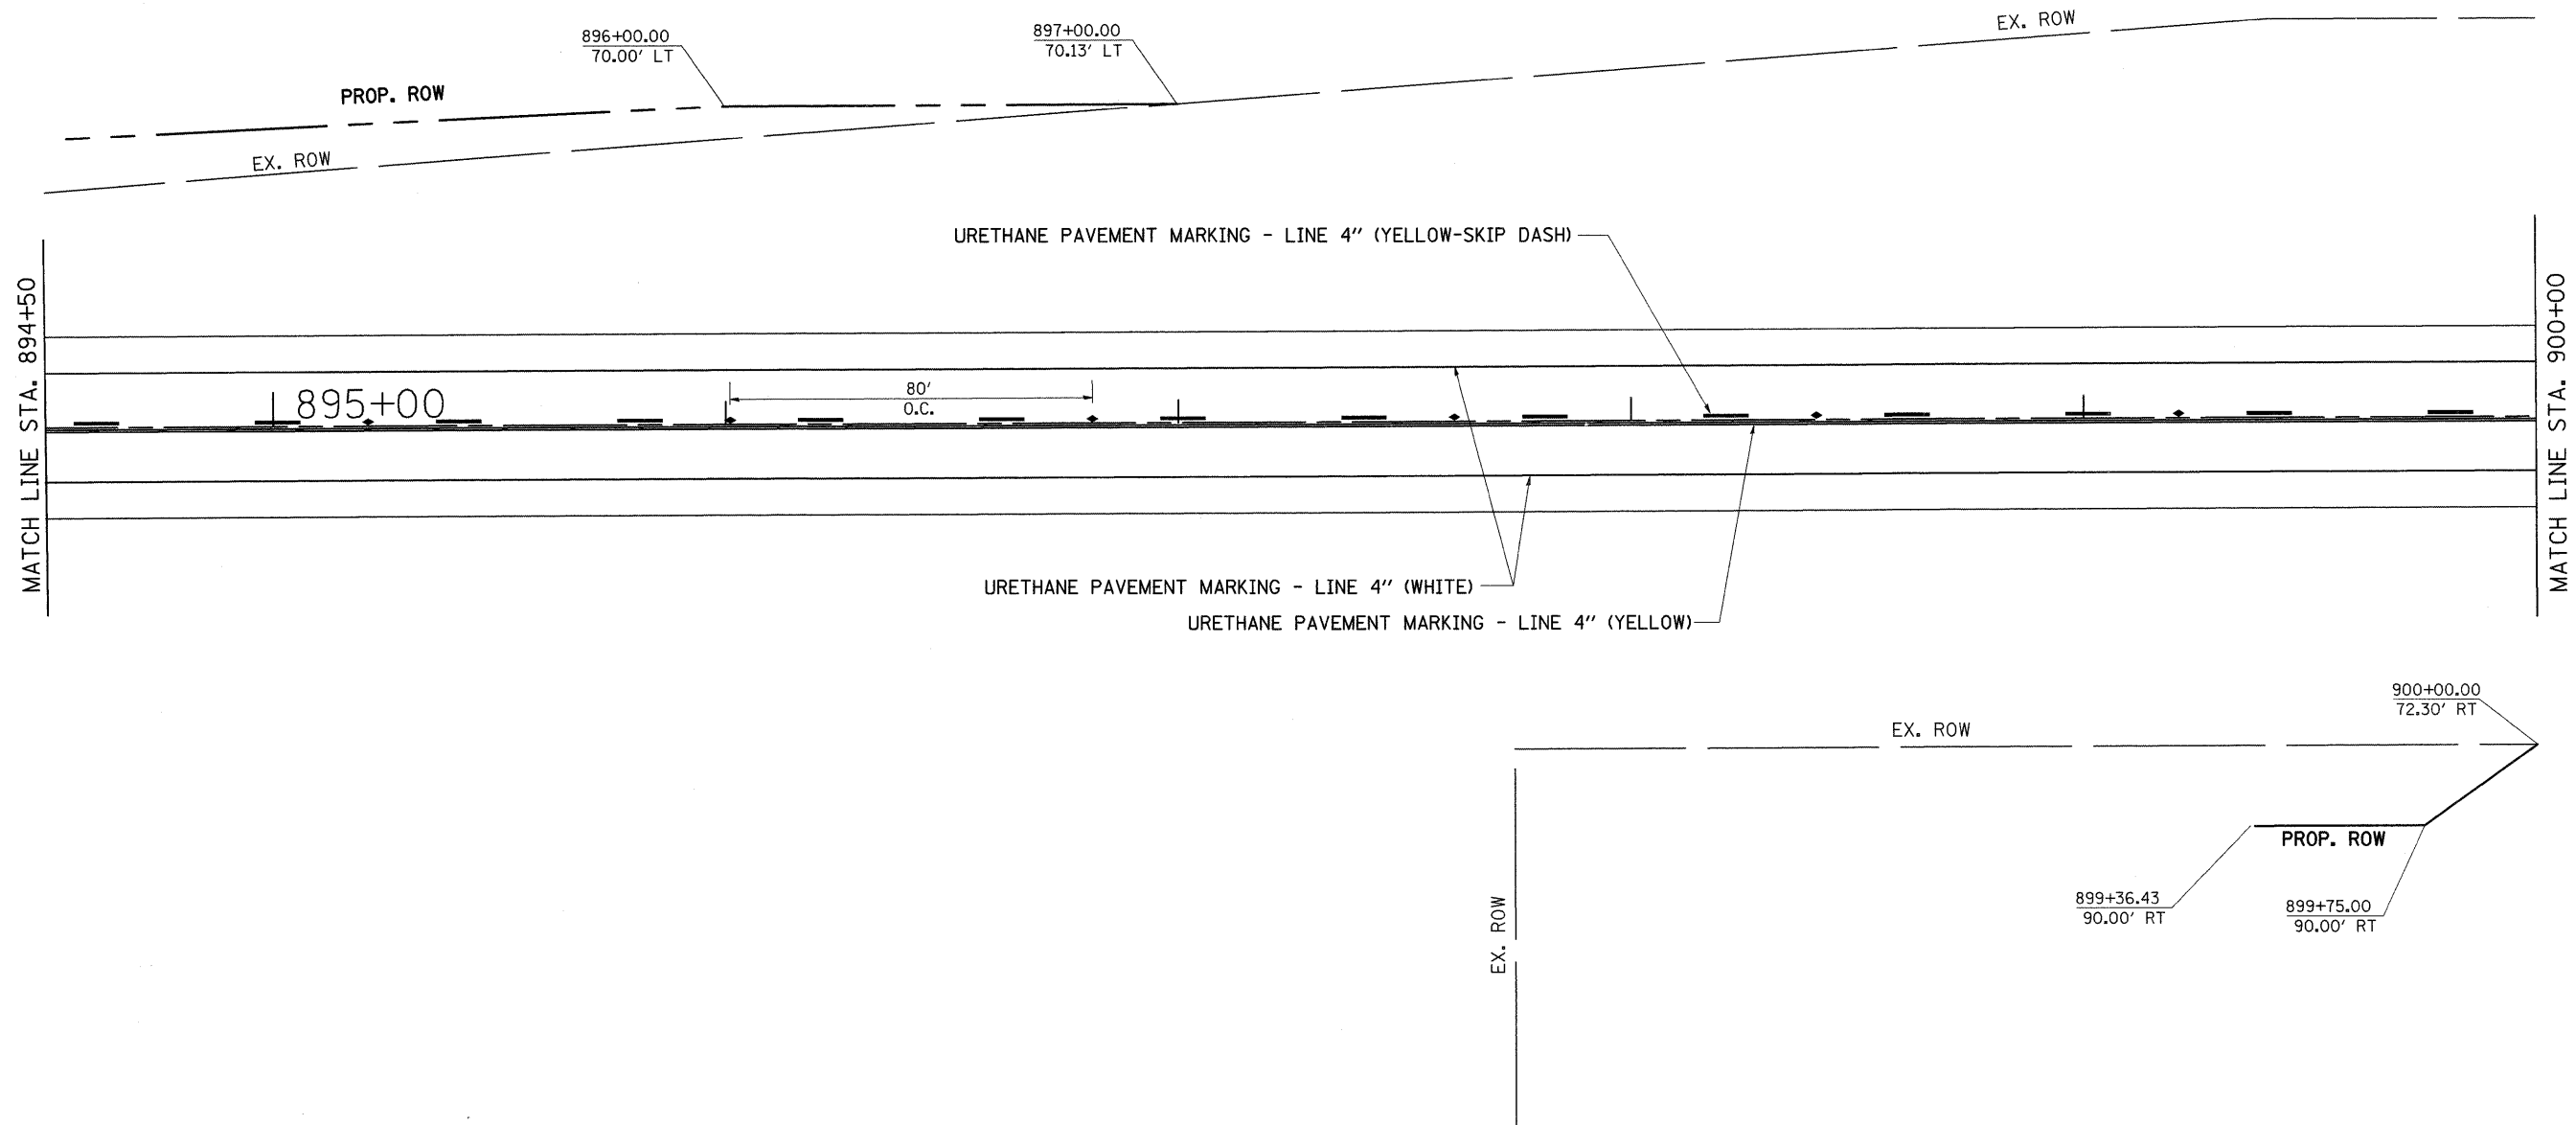 EX. ROW
896+00.00
70.00' LT
897+00.00
70.13' LT
PROP. ROW
EX. ROW
URETHANE PAVEMENT MARKING - LINE 4" (YELLOW-SKIP DASH)
MATCH LINE STA. 894+50
MATCH LINE STA. 900+00
895+00
80'
O.C.
URETHANE PAVEMENT MARKING - LINE 4" (WHITE)
URETHANE PAVEMENT MARKING - LINE 4" (YELLOW)
900+00.00
72.30' RT
EX. ROW
PROP. ROW
EX. ROW
899+36.43
90.00' RT
899+75.00
90.00' RT